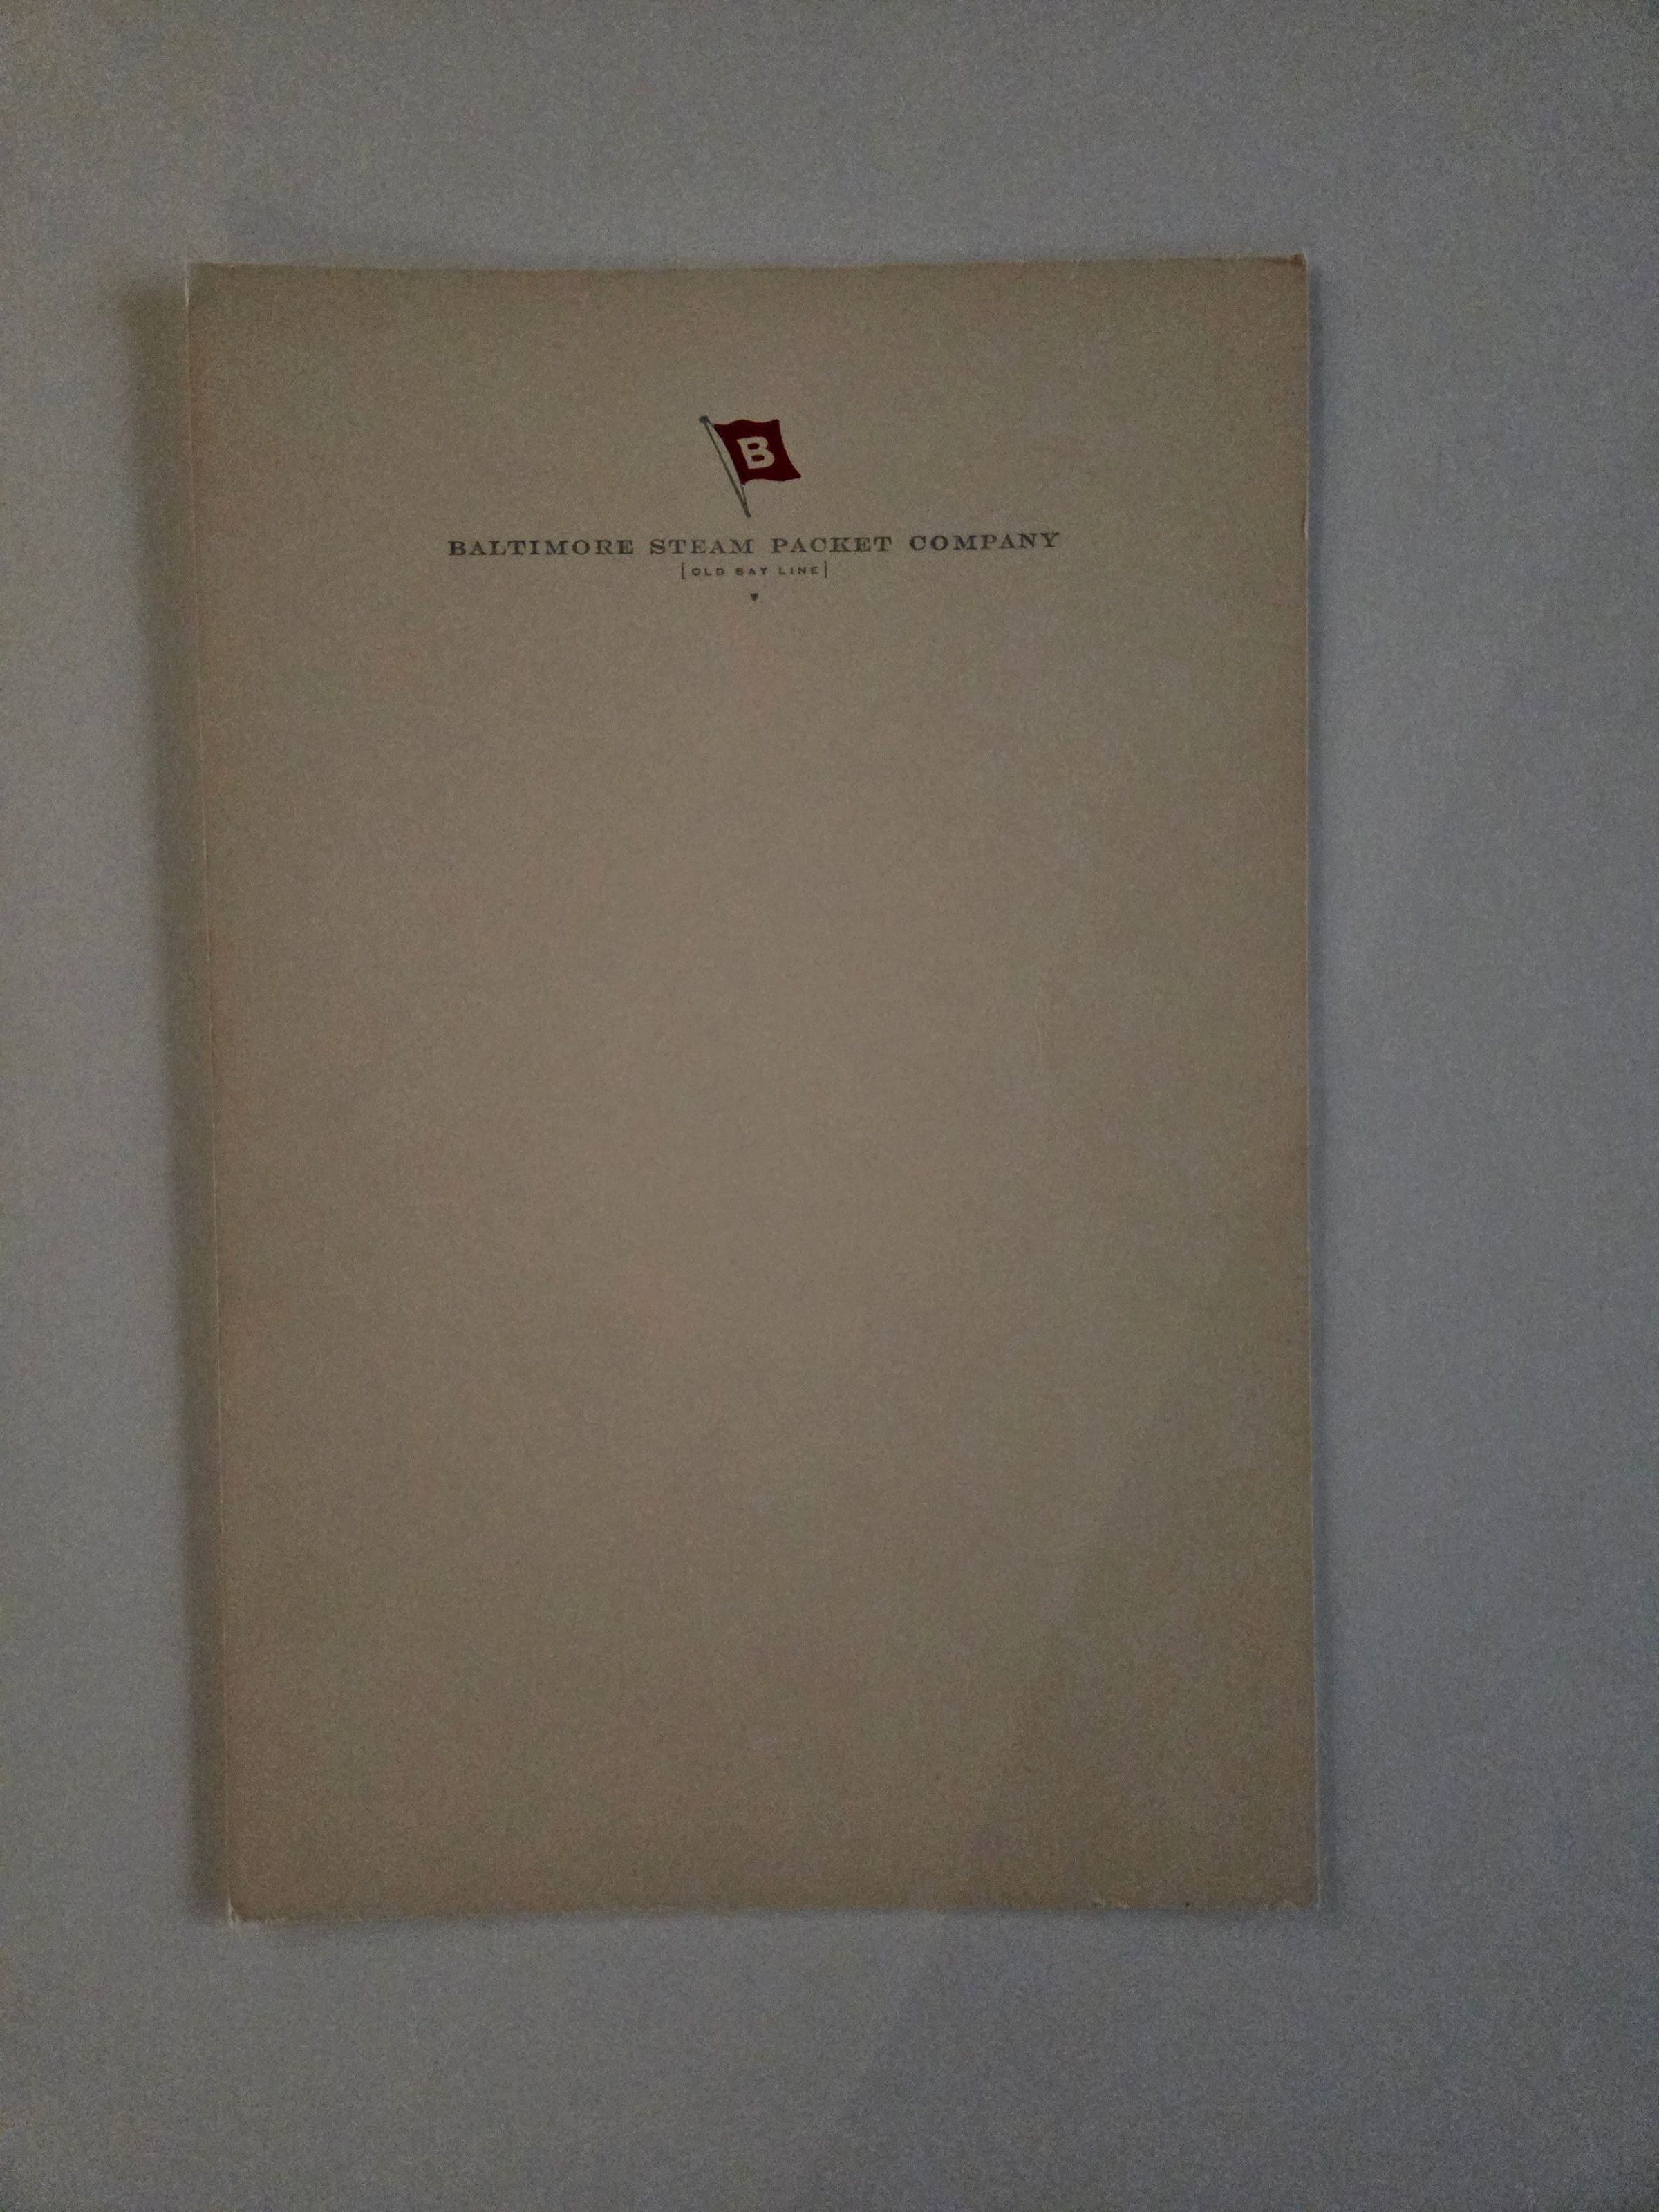 B
BALTIMORE STEAM PACKET COMPANY
[OLD BAY LINE]